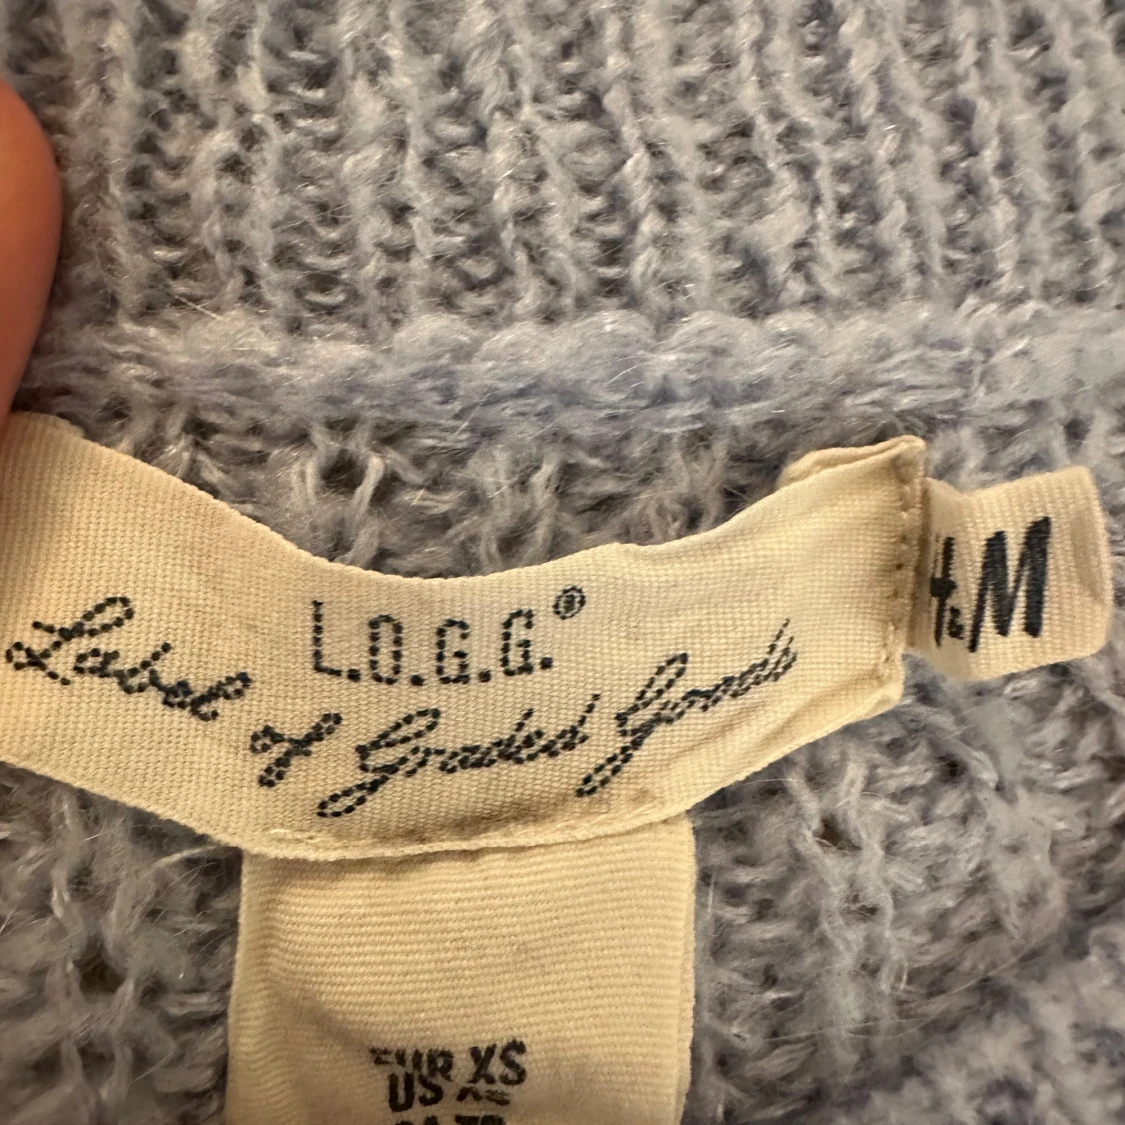 L.O.G.G.®
Label of Graded Goods
H&M
EUR XS
US XS